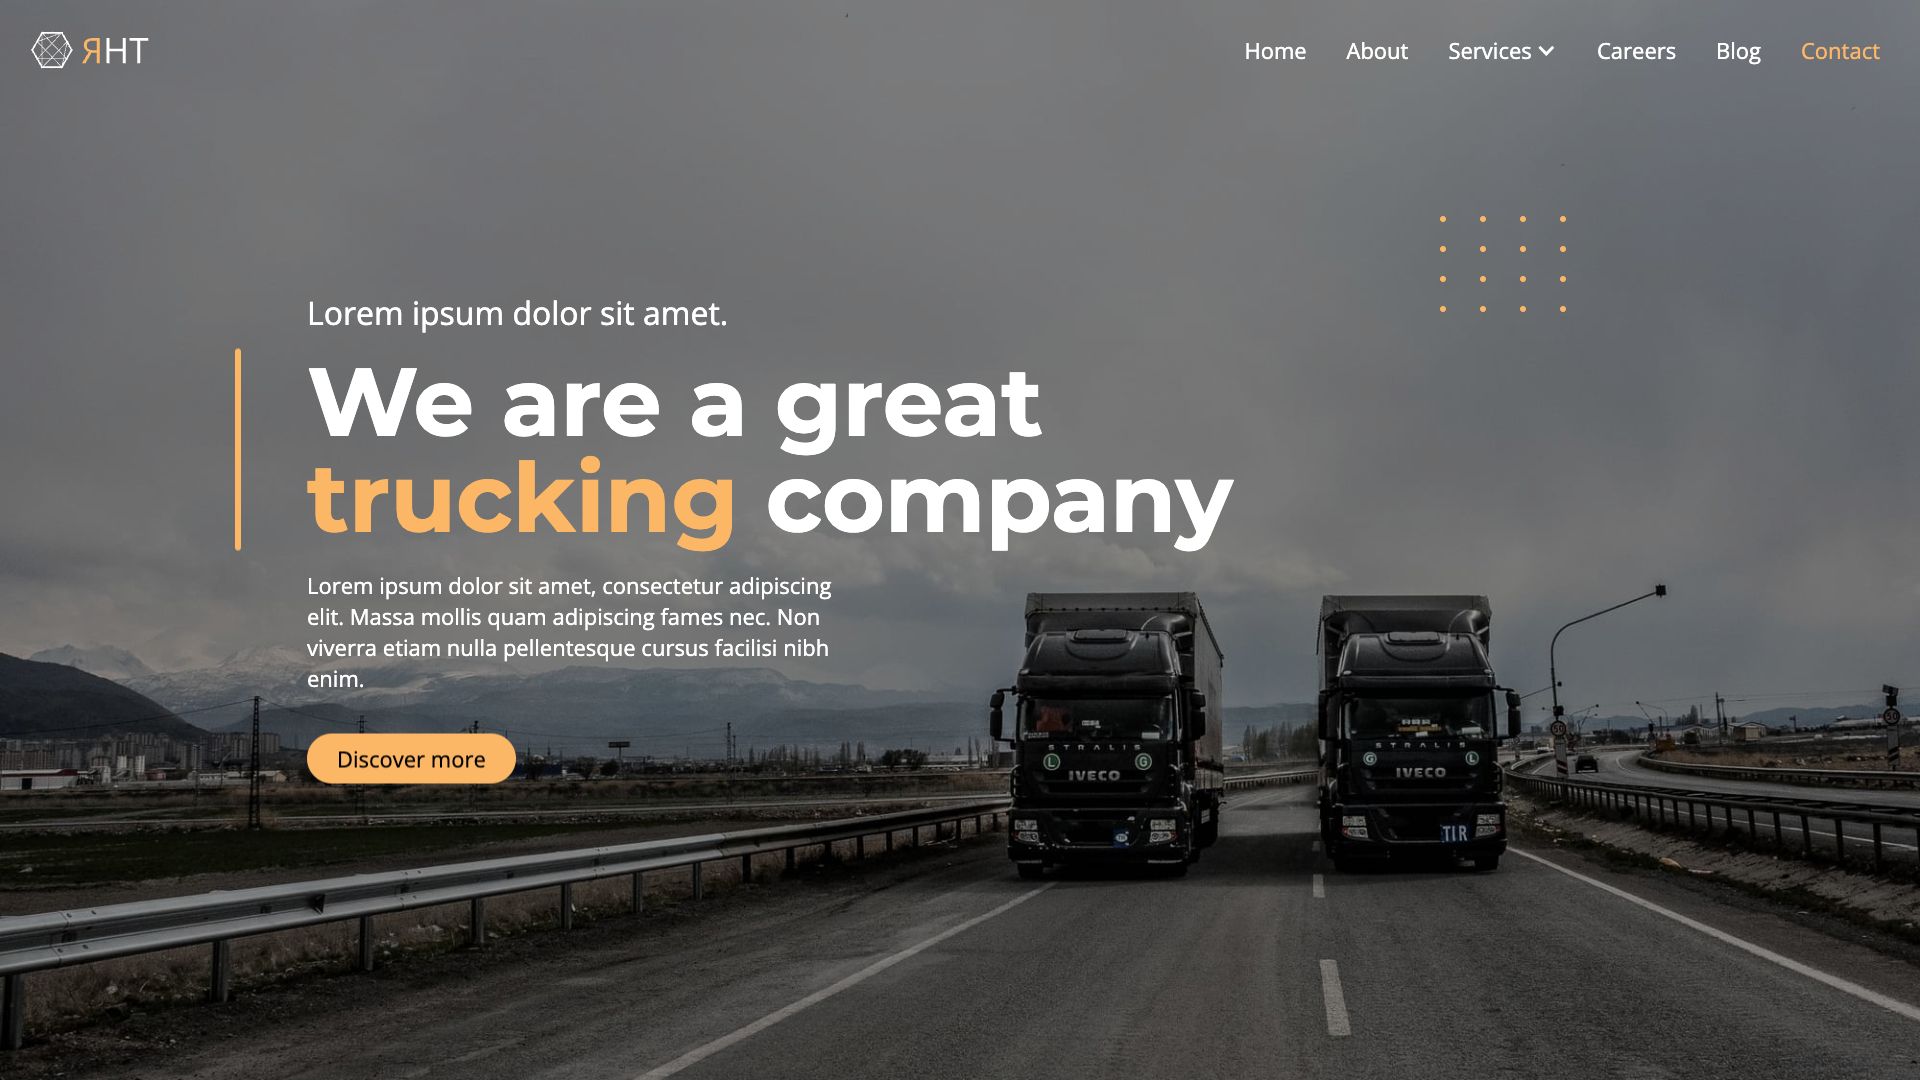 ЯHT
Home About Services Careers Blog Contact
Lorem ipsum dolor sit amet.
We are a great
trucking company
Lorem ipsum dolor sit amet, consectetur adipiscing
elit. Massa mollis quam adipiscing fames nec. Non
viverra etiam nulla pellentesque cursus facilisi nibh
enim.
Discover more
STRALIS
L G
IVECO
STRALIS
G L
IVECO
TIR
50
50